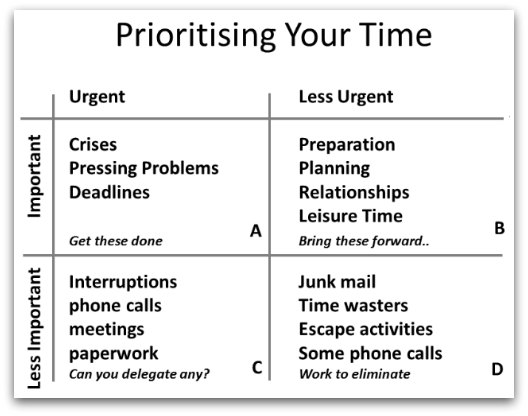 Prioritising Your Time
Urgent
Less Urgent
Important
Crises
Pressing Problems
Deadlines
Get these done
A
Preparation
Planning
Relationships
Leisure Time
Bring these forward..
B
Less Important
Interruptions
phone calls
meetings
paperwork
Can you delegate any?
C
Junk mail
Time wasters
Escape activities
Some phone calls
Work to eliminate
D